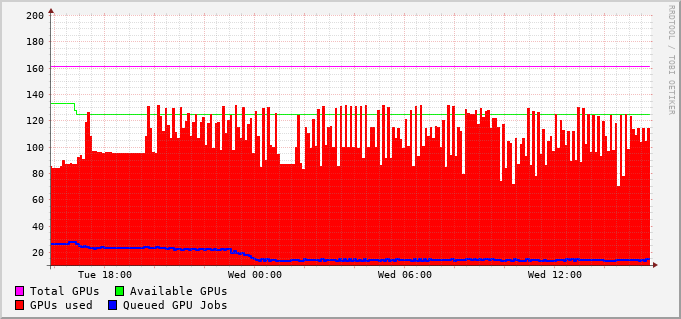 200
180
160
140
120
100
80
60
40
20
Tue 18:00 Wed 00:00 Wed 06:00 Wed 12:00
Total GPUs Available GPUs
GPUs used Queued GPU Jobs
RRDTOOL / TOBI OETIKER